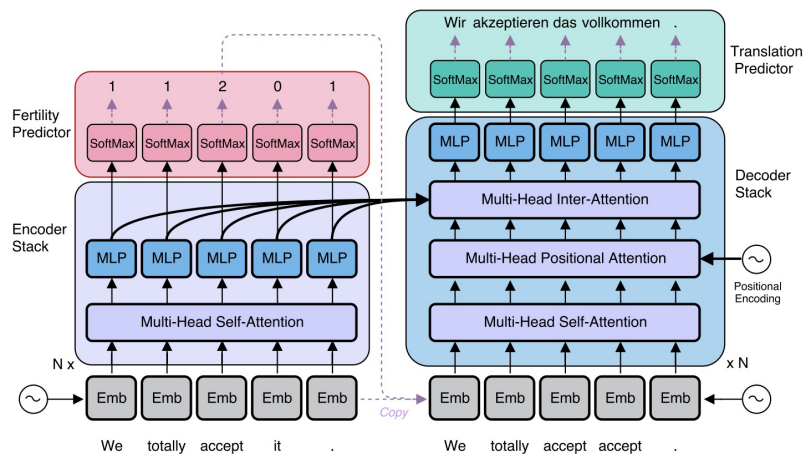 Wir akzeptieren das vollkommen .
Translation
Predictor
SoftMax SoftMax SoftMax SoftMax SoftMax
1 1 2 0 1
Fertility
Predictor
SoftMax SoftMax SoftMax SoftMax SoftMax
MLP MLP MLP MLP MLP
Decoder
Stack
Multi-Head Inter-Attention
Encoder
Stack
MLP MLP MLP MLP MLP
Multi-Head Positional Attention
Positional
Encoding
Multi-Head Self-Attention
Multi-Head Self-Attention
N x
x N
Emb Emb Emb Emb Emb
Copy
Emb Emb Emb Emb Emb
We totally accept it .
We totally accept accept .